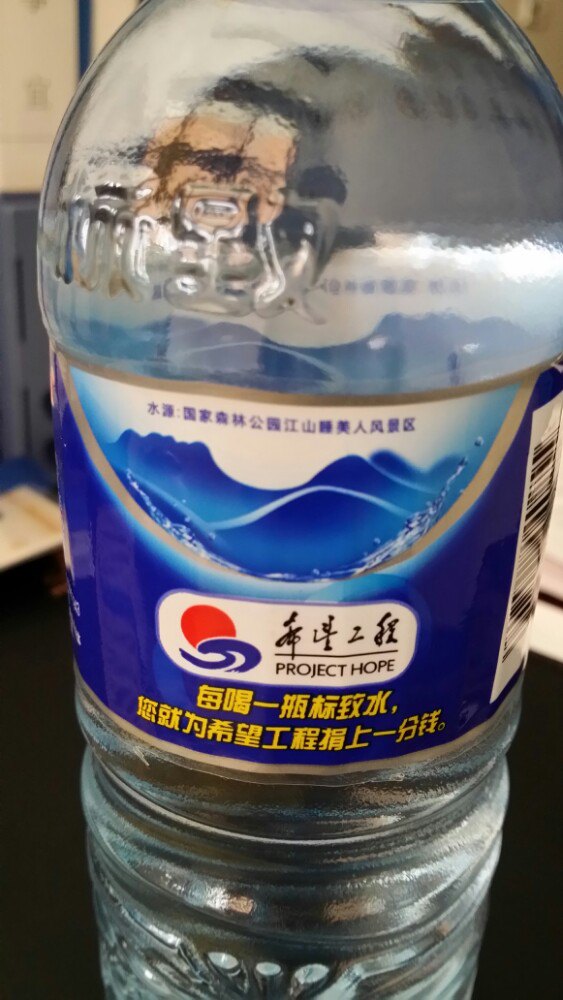 水源:国家森林公园江山睡美人风景区
希望工程
PROJECT HOPE
每喝一瓶标致水,
您就为希望工程捐上一分钱。